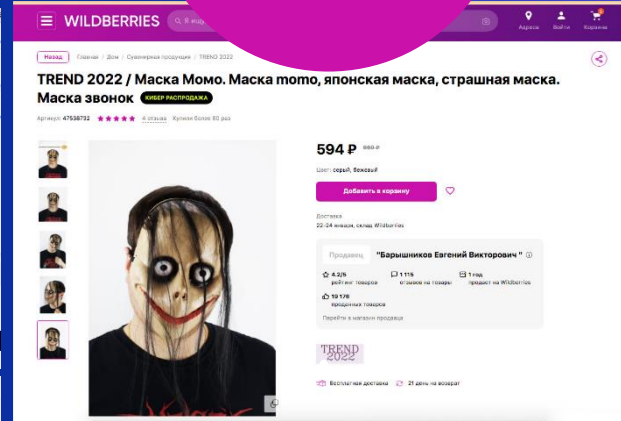 WILDBERRIES
Адреса Войти Корзина
Назад Главная / Дом / Сувенирная продукция / TREND 2022
TREND 2022 / Маска Момо. Маска momo, японская маска, страшная маска.
Маска звонок КИБЕР РАСПРОДАЖА
Артикул: 47538732 4 отзыва Купили более 60 раз
594 ₽
Цвет: серый, бежевый
Добавить в корзину
Доставка
22-24 января, склад Wildberries
Продавец "Барышников Евгений Викторович "
4.2/5 1 115 1 год
рейтинг товаров отзывов на товары продает на Wildberries
19 176
проданных товаров
Перейти в магазин продавца
TREND
2022
Бесплатная доставка 21 день на возврат